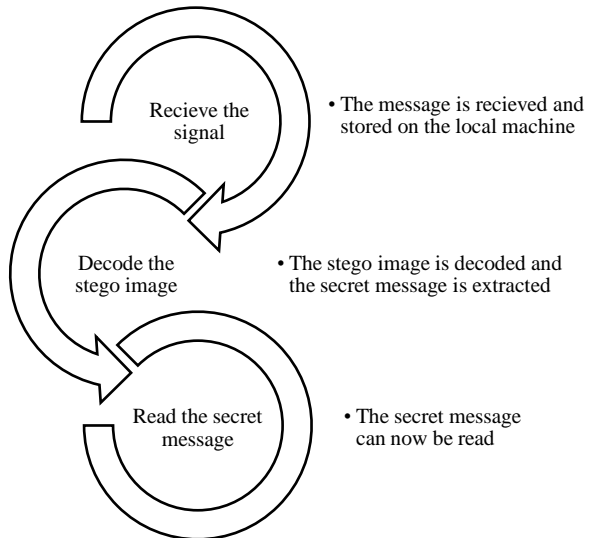 Recieve the
signal
• The message is recieved and
stored on the local machine
Decode the
stego image
• The stego image is decoded and
the secret message is extracted
Read the secret
message
• The secret message
can now be read